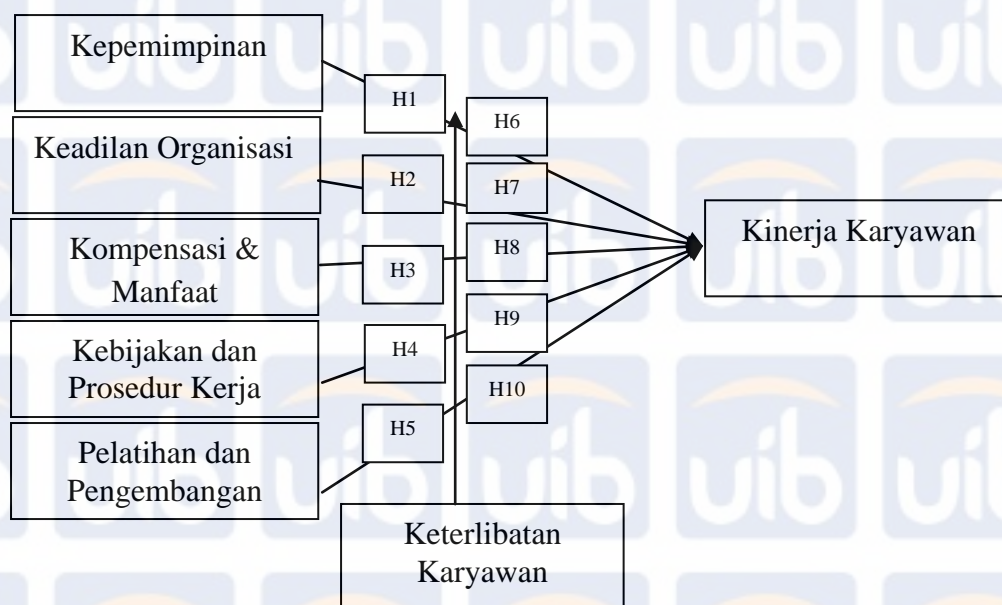 Kepemimpinan
Keadilan Organisasi
Kompensasi &
Manfaat
Kebijakan dan
Prosedur Kerja
Pelatihan dan
Pengembangan
H1
H2
H3
H4
H5
H6
H7
H8
H9
H10
Kinerja Karyawan
Keterlibatan
Karyawan
uib